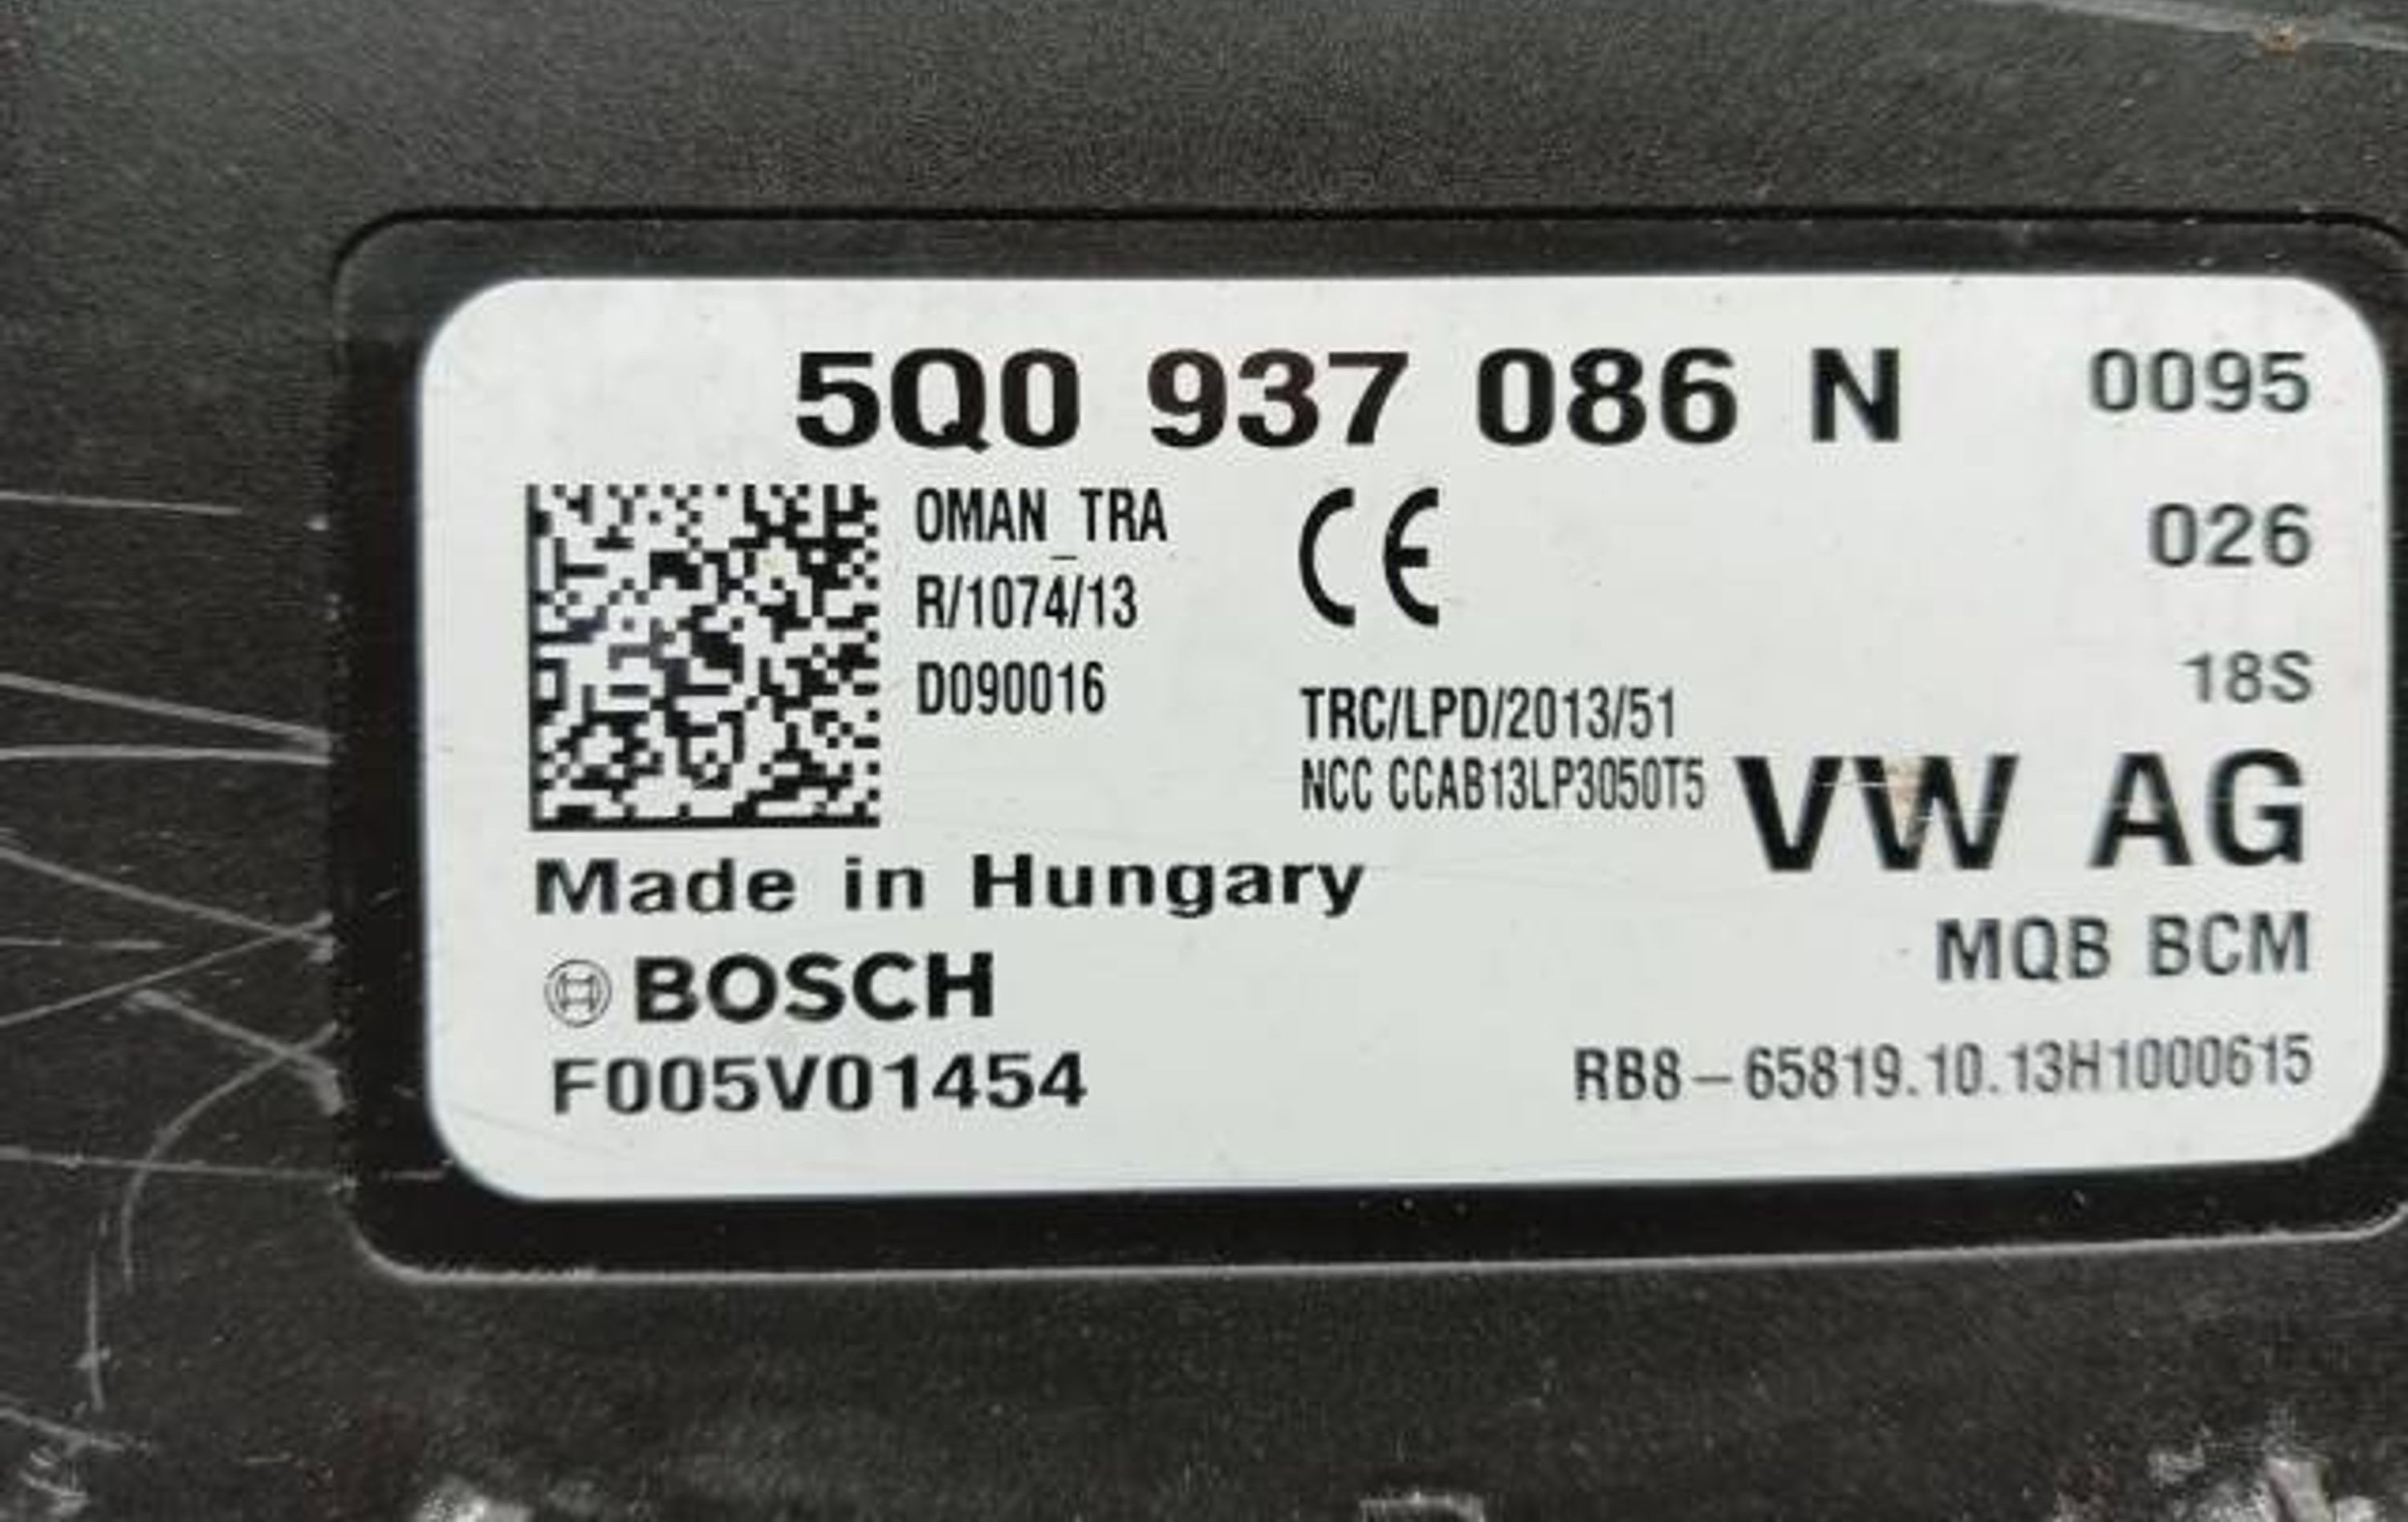 5Q0 937 086 N 0095
OMAN_TRA
R/1074/13
D090016
026
18S
TRC/LPD/2013/51
NCC CCAB13LP3050T5
VW AG
Made in Hungary
MQB BCM
BOSCH
F005V01454
RB8-65819.10.13H1000615